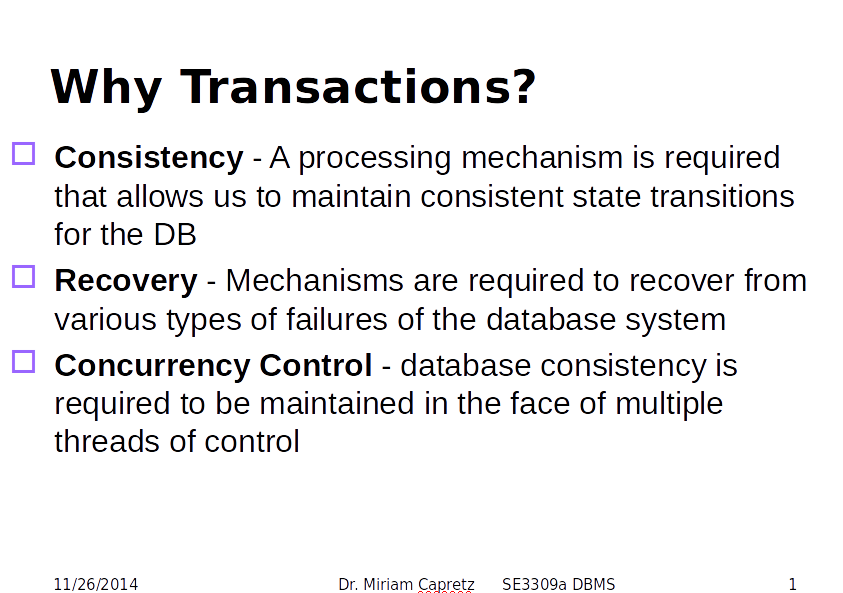 Why Transactions?
Consistency - A processing mechanism is required
that allows us to maintain consistent state transitions
for the DB
Recovery - Mechanisms are required to recover from
various types of failures of the database system
Concurrency Control - database consistency is
required to be maintained in the face of multiple
threads of control
11/26/2014 Dr. Miriam Capretz SE3309a DBMS 1